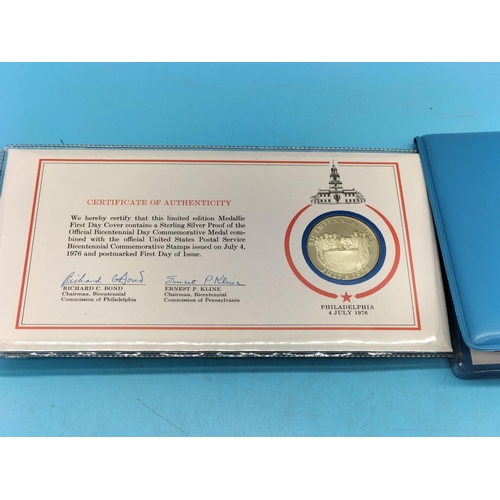 CERTIFICATE OF AUTHENTICITY
We hereby certify that this limited edition Medallic
First Day Cover contains a Sterling Silver Proof of the
Official Bicentennial Day Commemorative Medal
combined with the official United States Postal Service
Bicentennial Commemorative Stamps issued on July 4,
1976 and postmarked First Day of Issue.
Richard C Bond
RICHARD C. BOND
Chairman, Bicentennial
Commission of Philadelphia
Ernest P. Kline
ERNEST P. KLINE
Chairman, Bicentennial
Commission of Pennsylvania
PHILADELPHIA
4 JULY 1976